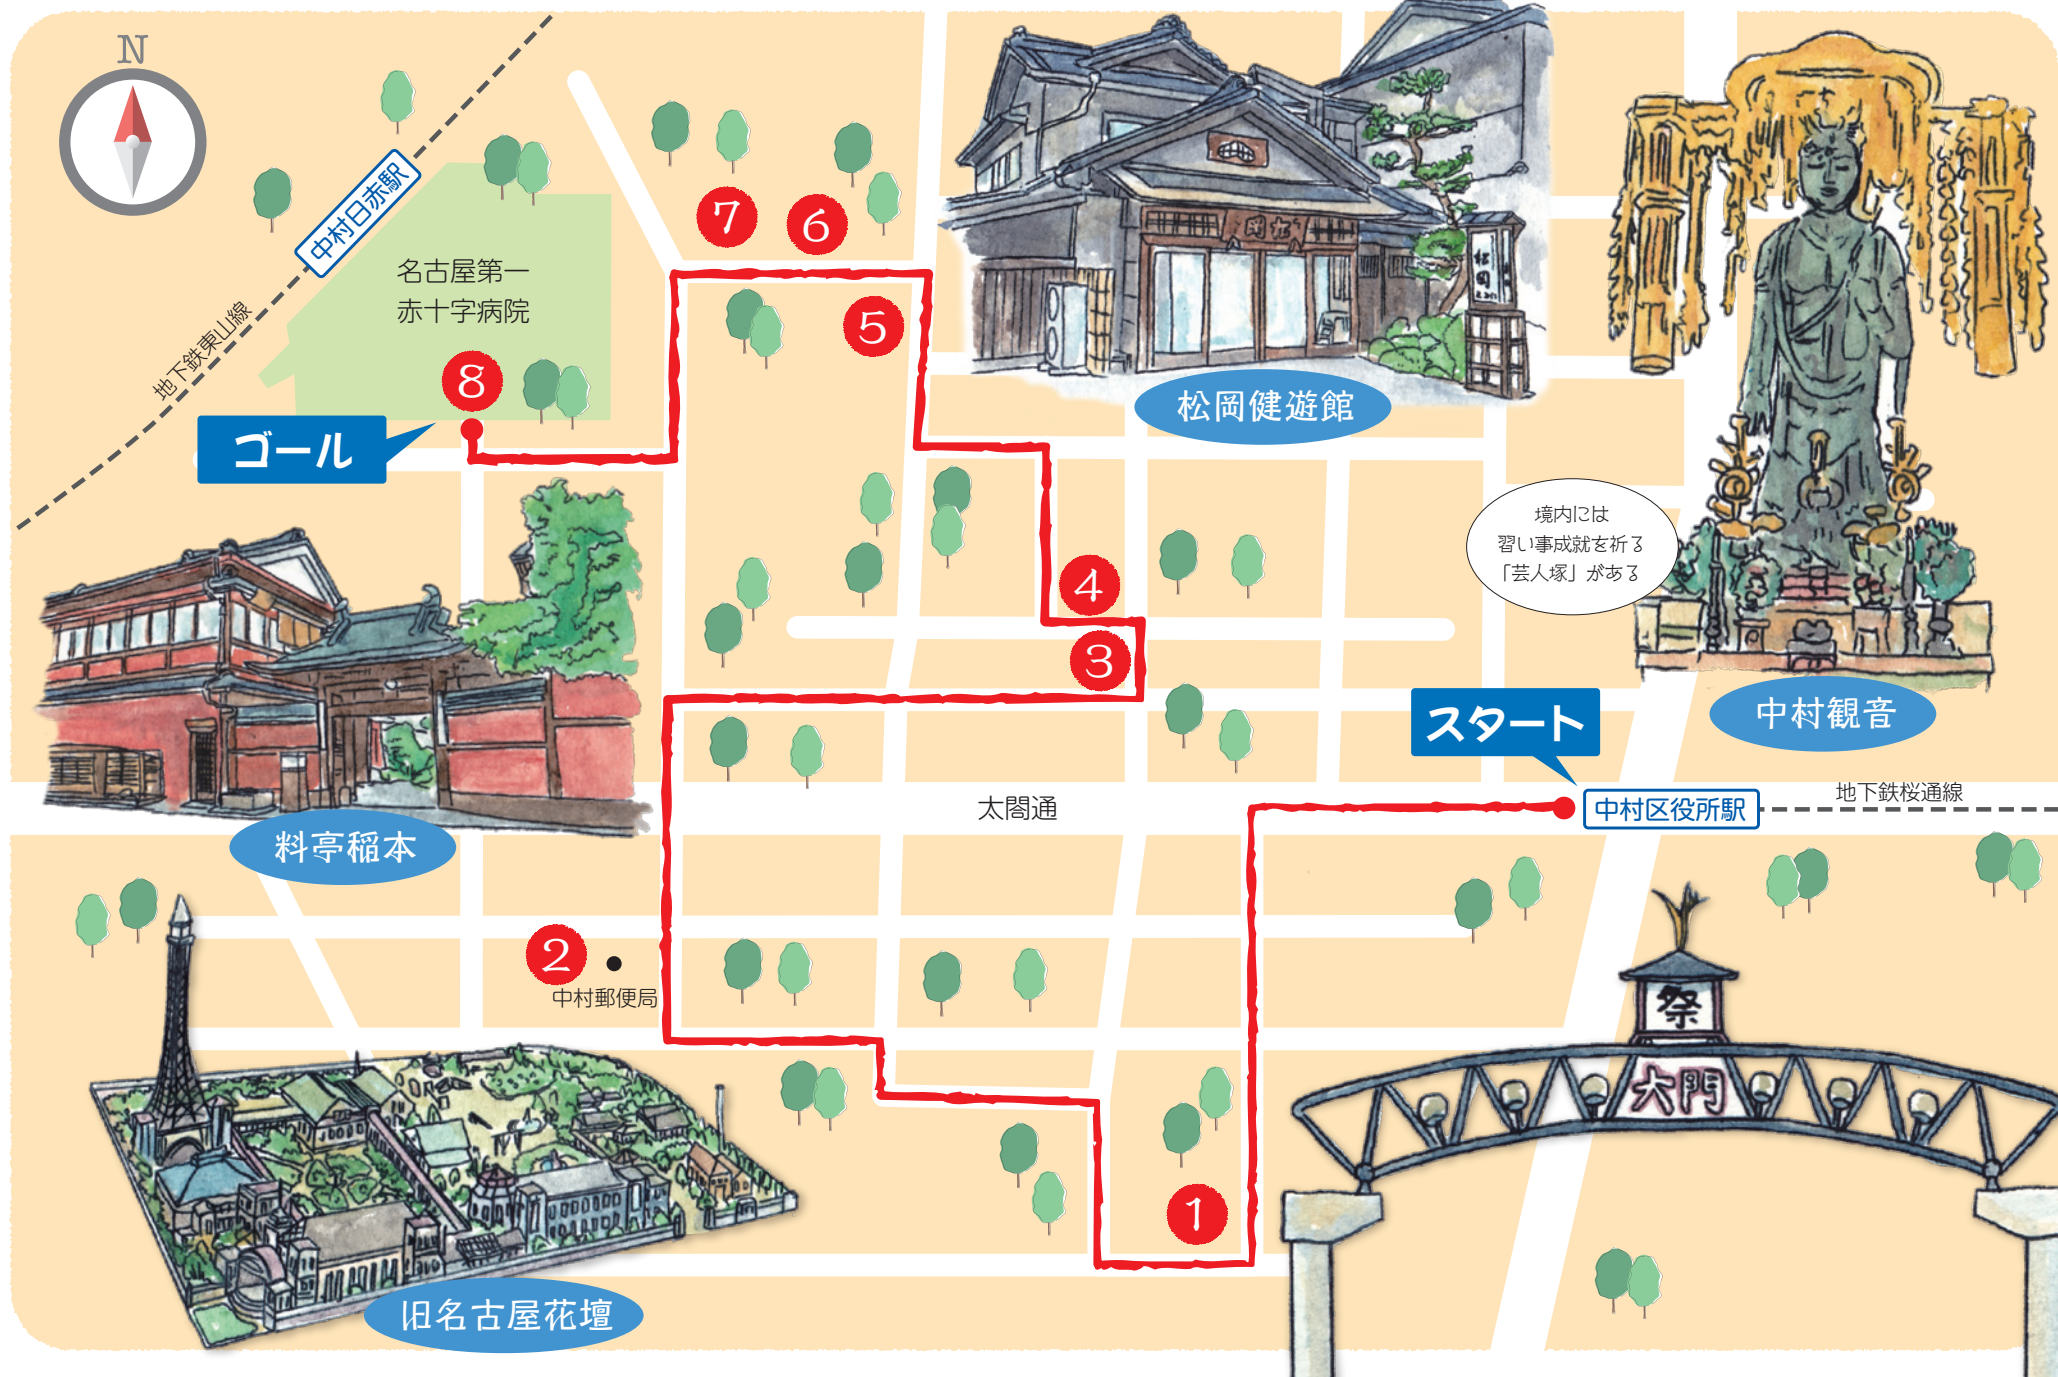 N
中村日赤駅
地下鉄東山線
名古屋第一
赤十字病院
7
6
5
8
ゴール
松岡
松岡健遊館
境内には
習い事成就を祈る
「芸人塚」がある
中村観音
4
3
スタート
中村区役所駅
地下鉄桜通線
太閤通
料亭稲本
2
中村郵便局
1
祭
大門
旧名古屋花壇